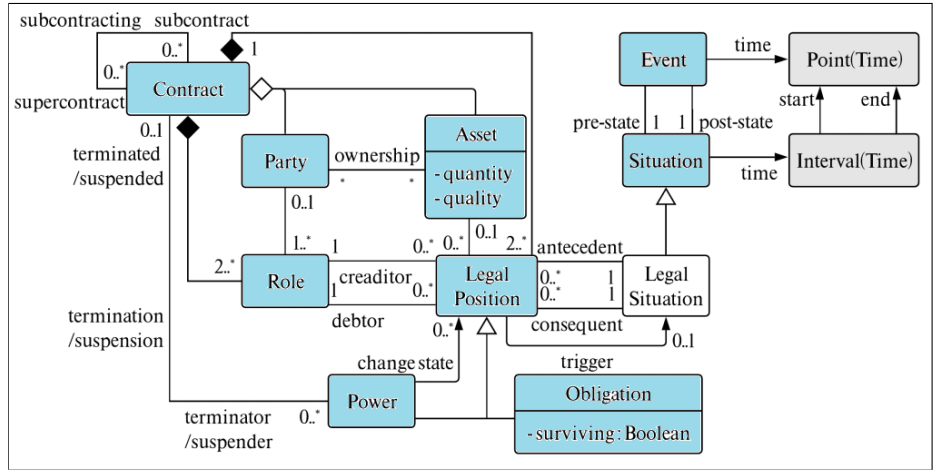 subcontracting subcontract
0..* 1
0..*
Contract
supercontract
0..1
terminated
/suspended
Party
0..1
ownership
* *
Asset
- quantity
- quality
0..1
Event
time
Point(Time)
start end
pre-state 1 1 post-state
Situation
time
Interval(Time)
1..* 1 0..* 0..* 2..* antecedent
2..*
Role
creaditor
Legal
Position
0..* 1
0..* 1
Legal
Situation
1 0..*
debtor
consequent
0..*
0..1
termination
/suspension
change state
trigger
Power
0..*
terminator
/suspender
Obligation
- surviving: Boolean